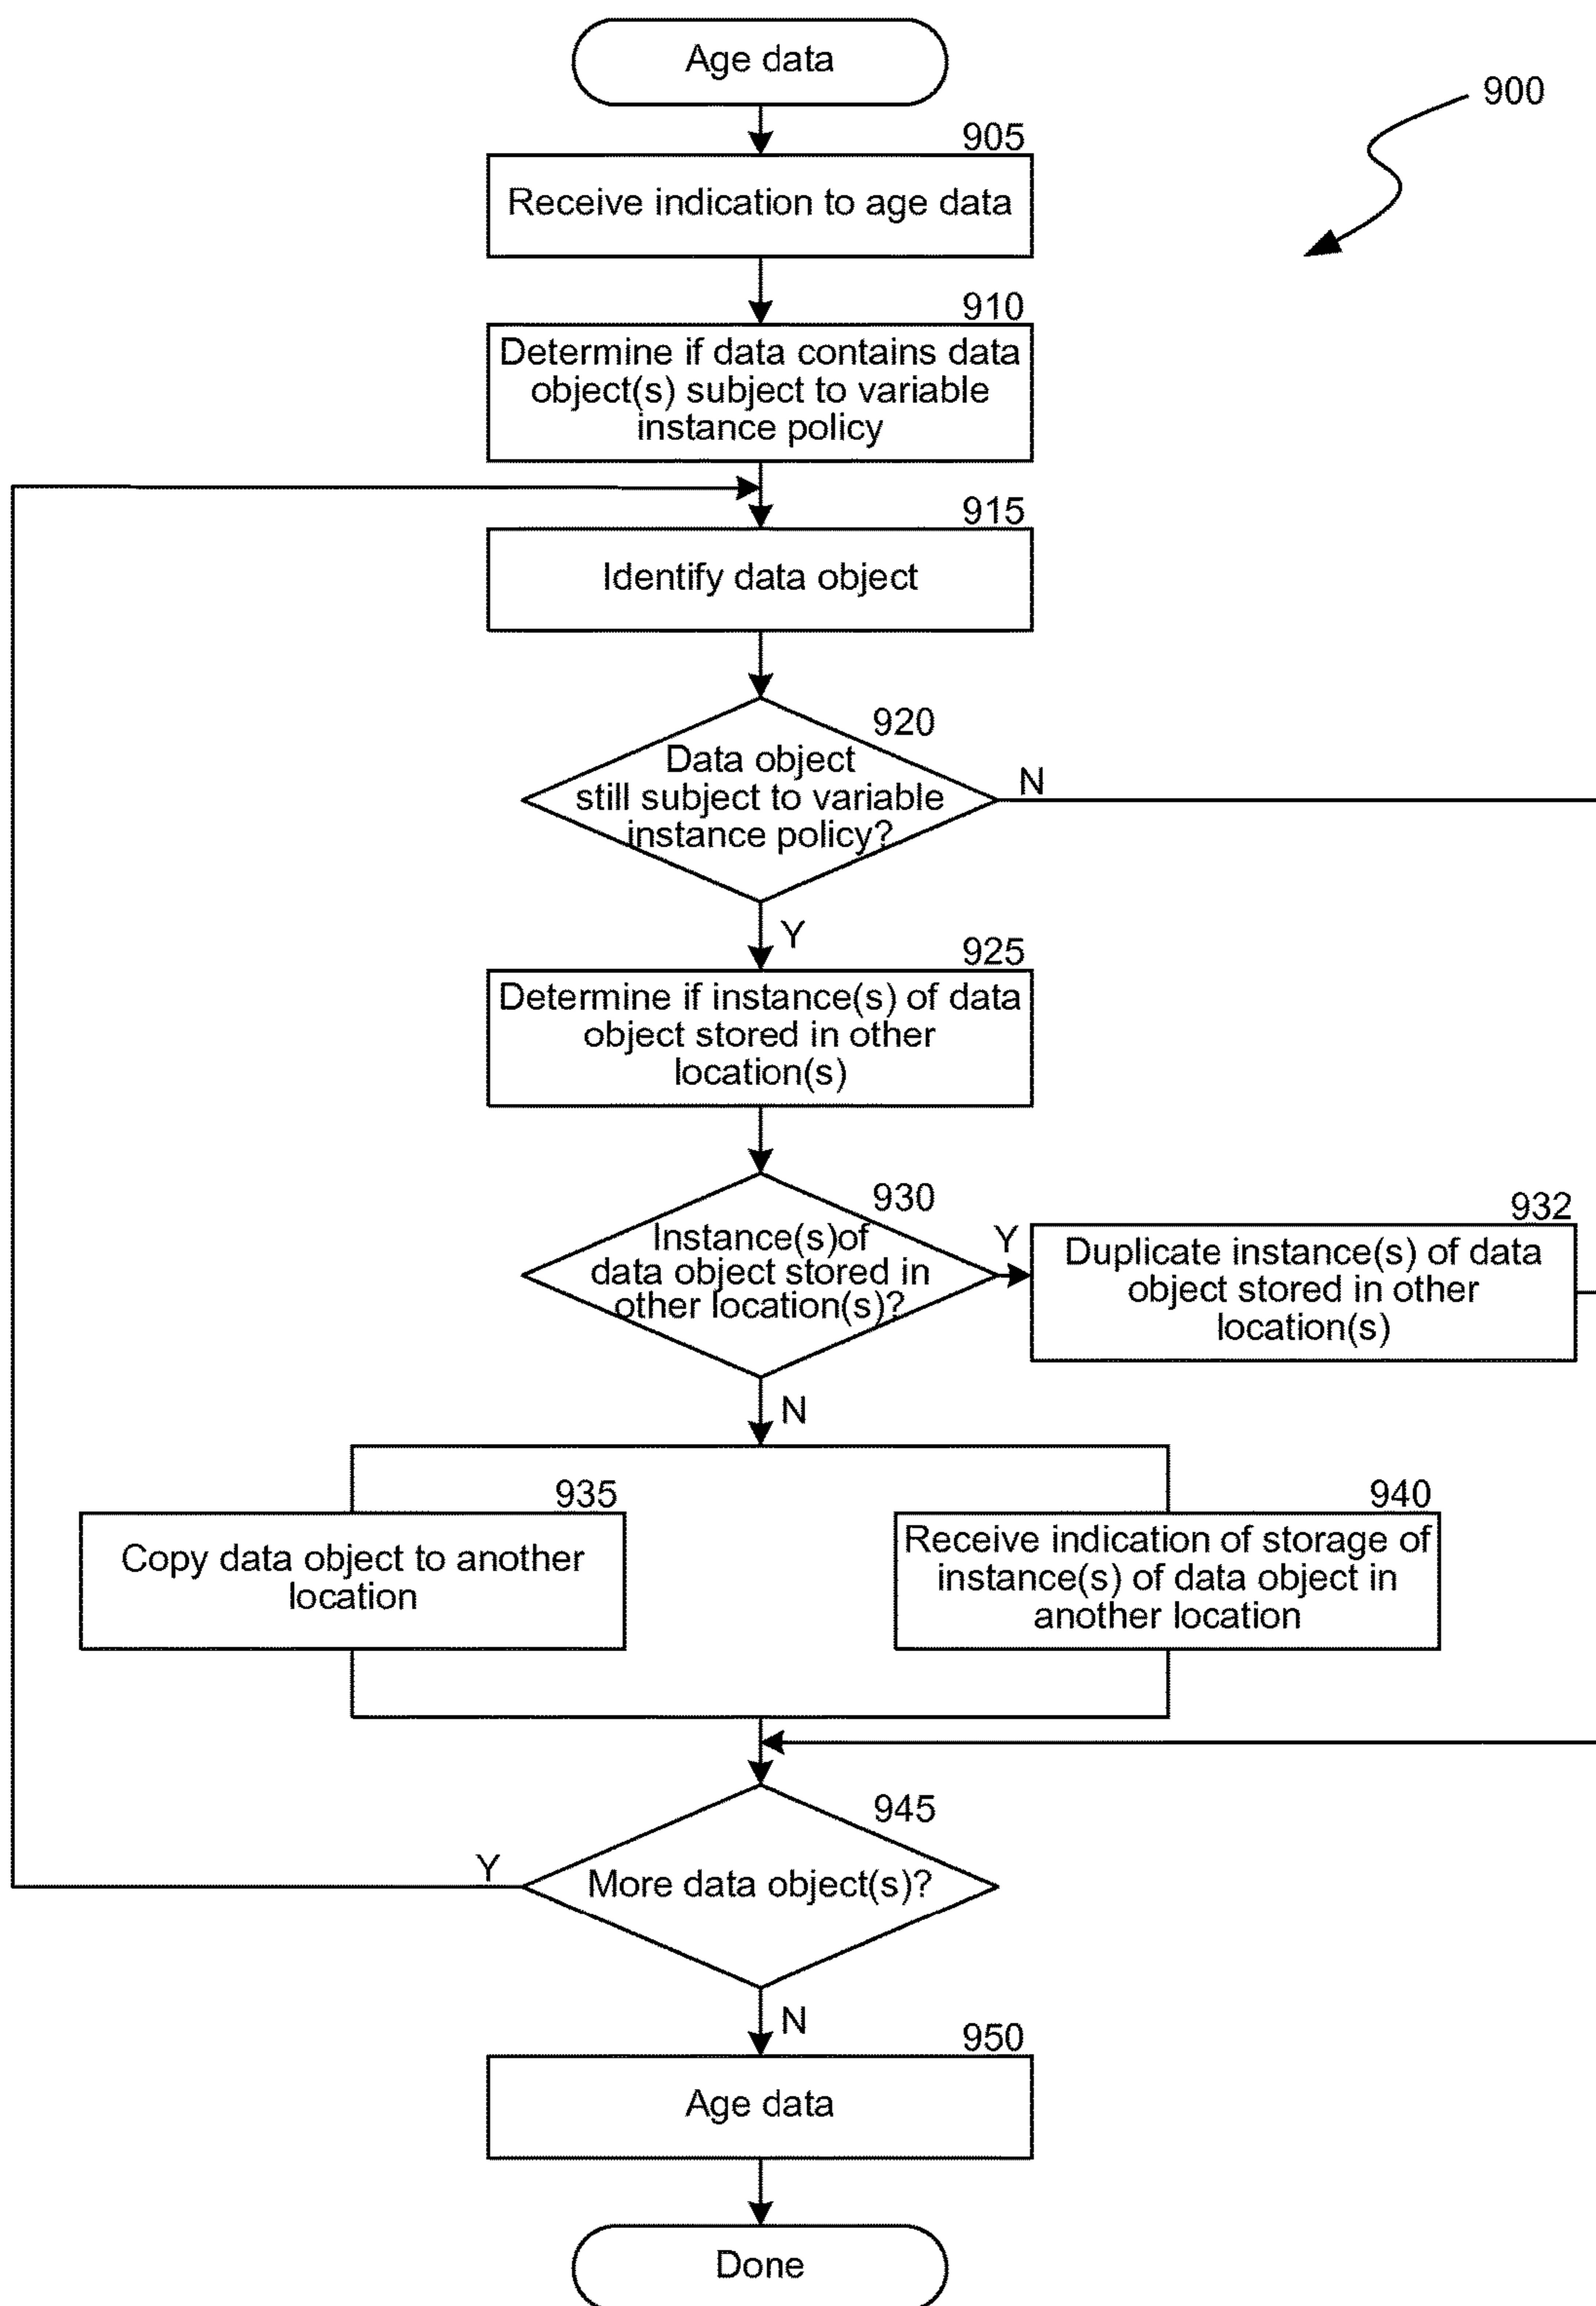 Age data
900
905
Receive indication to age data
910
Determine if data contains data
object(s) subject to variable
instance policy
915
Identify data object
920
Data object
still subject to variable
instance policy?
N
Y
925
Determine if instance(s) of data
object stored in other
location(s)
930
Instance(s)of
data object stored in
other location(s)?
Y
932
Duplicate instance(s) of data
object stored in other
location(s)
N
935
Copy data object to another
location
940
Receive indication of storage of
instance(s) of data object in
another location
945
More data object(s)?
Y
N
950
Age data
Done